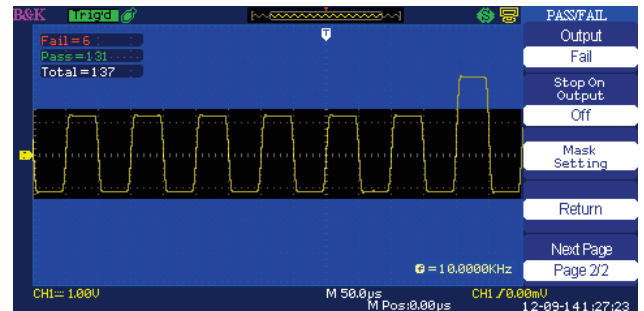 B&K Trig'd PASS/FAIL
Fail=6
Pass=131
Total=137
T
Output
Fail
Stop On
Output
Off
Mask
Setting
Return
Next Page
Page 2/2
f = 10.0000KHz
CH1 1.00V M 50.0µs CH1 0.00mV
M Pos:0.00µs 12-09-14 1:27:23